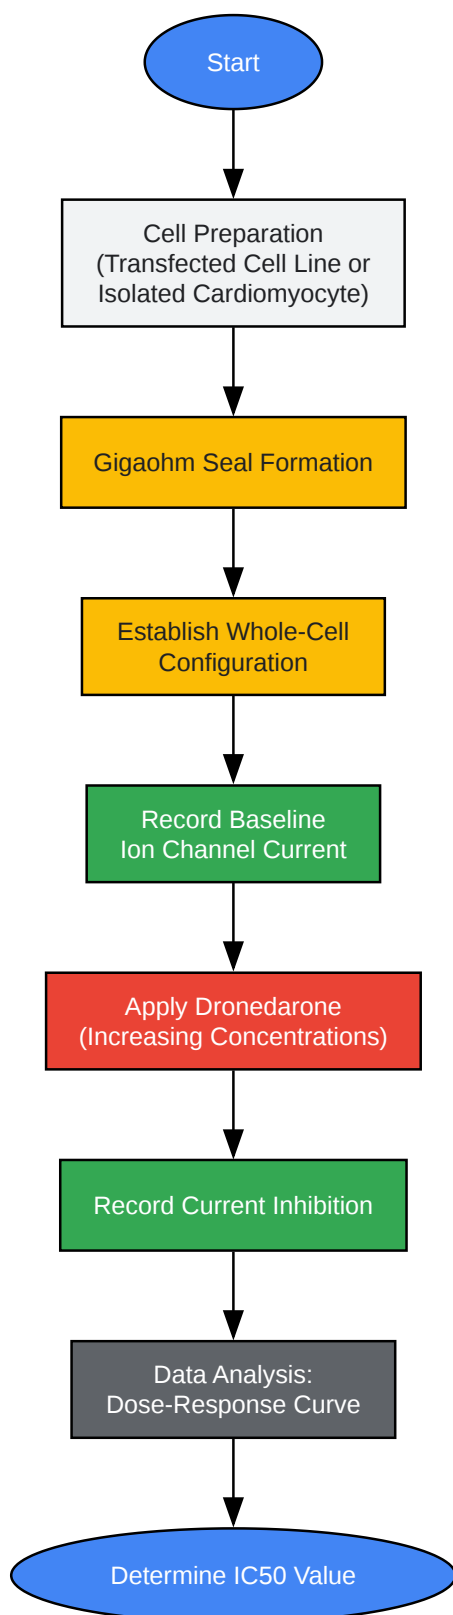 Start
Cell Preparation
(Transfected Cell Line or
Isolated Cardiomyocyte)
Gigaohm Seal Formation
Establish Whole-Cell
Configuration
Record Baseline
Ion Channel Current
Apply Dronedarone
(Increasing Concentrations)
Record Current Inhibition
Data Analysis:
Dose-Response Curve
Determine IC50 Value